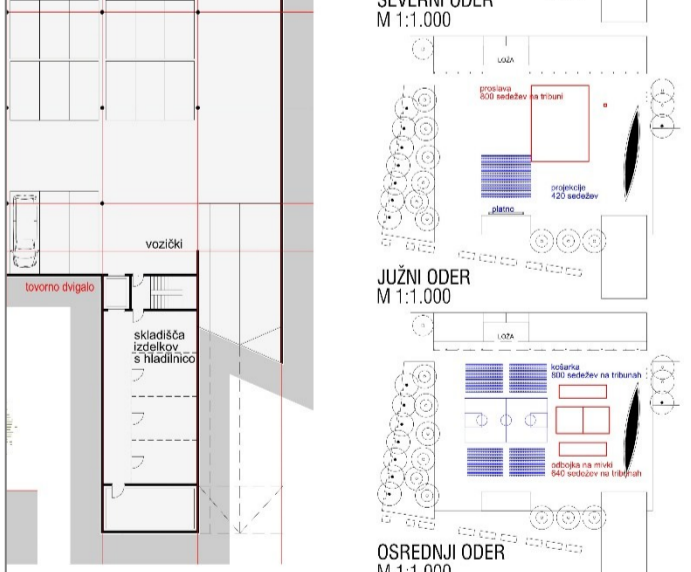 vozički
tovorno dvigalo
skladišča
izdelkov
s hladilnico
SEVERNI ODER
M 1:1.000
LOŽA
proslava
800 sedežev na tribuni
projekcije
420 sedežev
platno
JUŽNI ODER
M 1:1.000
LOŽA
košarka
800 sedežev na tribunah
odbojka na mivki
640 sedežev na tribunah
OSREDNJI ODER
M 1:1.000